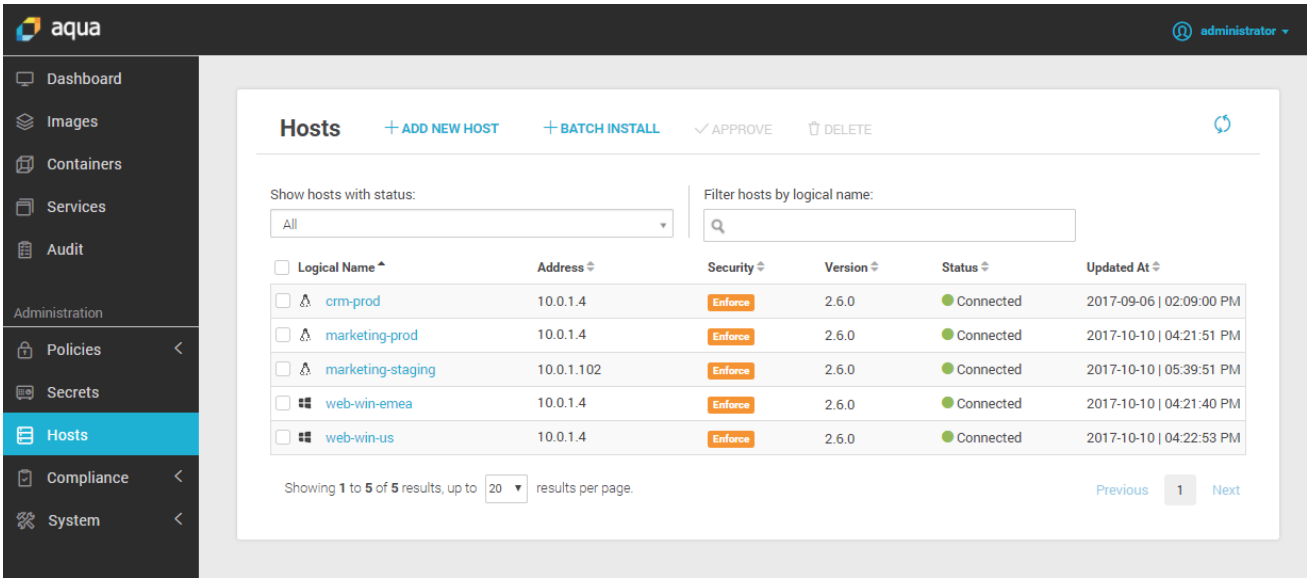 aqua
administrator
Dashboard
Images
Containers
Services
Audit
Administration
Policies
Secrets
Hosts
Compliance
System
Hosts + ADD NEW HOST + BATCH INSTALL APPROVE DELETE
Show hosts with status: Filter hosts by logical name:
All
Logical Name Address Security Version Status Updated At
crm-prod 10.0.1.4 Enforce 2.6.0 Connected 2017-09-06 | 02:09:00 PM
marketing-prod 10.0.1.4 Enforce 2.6.0 Connected 2017-10-10 | 04:21:51 PM
marketing-staging 10.0.1.102 Enforce 2.6.0 Connected 2017-10-10 | 05:39:51 PM
web-win-emea 10.0.1.4 Enforce 2.6.0 Connected 2017-10-10 | 04:21:40 PM
web-win-us 10.0.1.4 Enforce 2.6.0 Connected 2017-10-10 | 04:22:53 PM
Showing 1 to 5 of 5 results, up to 20 results per page. Previous 1 Next